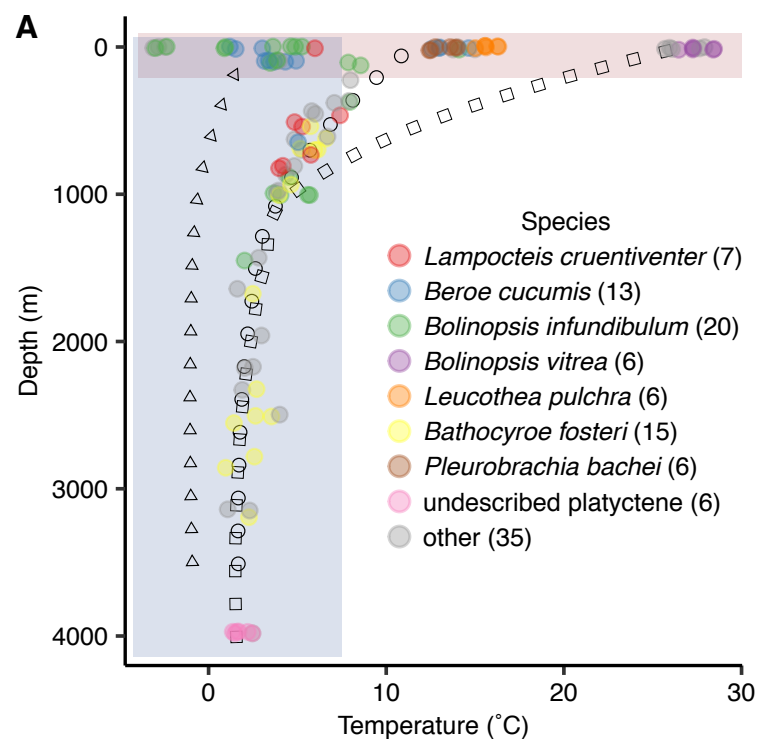 A
0
1000
2000
3000
4000
Depth (m)
Species
Lampocteis cruentiventer (7)
Beroe cucumis (13)
Bolinopsis infundibulum (20)
Bolinopsis vitrea (6)
Leucothea pulchra (6)
Bathocyroe fosteri (15)
Pleurobrachia bachei (6)
undescribed platyctene (6)
other (35)
0 10 20 30
Temperature (˚C)